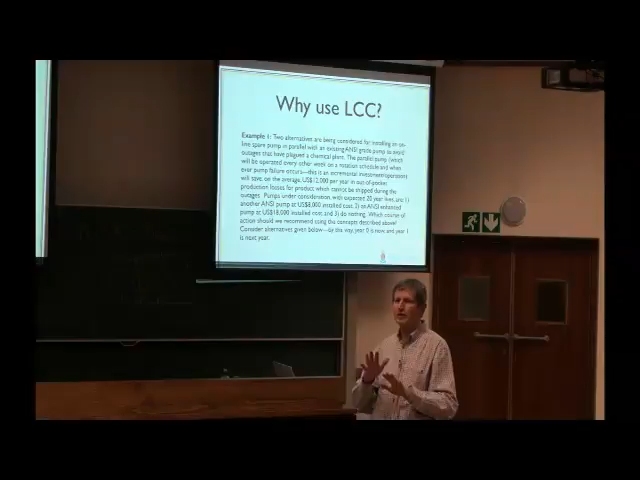 Why use LCC?
Example 1: Two alternatives are being considered for installing an on-
line spare pump in parallel with an existing ANSI grade pump to avoid
outages that have plagued a chemical plant. The parallel pump (which
will be operated every other week on a rotation schedule and when
ever pump failure occurs—this is an incremental investment/operation)
will save, on the average, US$12,000 per year in out-of-pocket
production losses for product which cannot be shipped during the
outages. Pumps under consideration, with expected 20 year lives, are 1)
another ANSI pump at US$8,000 installed cost, 2) an ANSI enhanced
pump at US$18,000 installed cost, and 3) do nothing. Which course of
action should we recommend using the concepts described above?
Consider alternatives given below—by the way, year 0 is now and year 1
is next year.